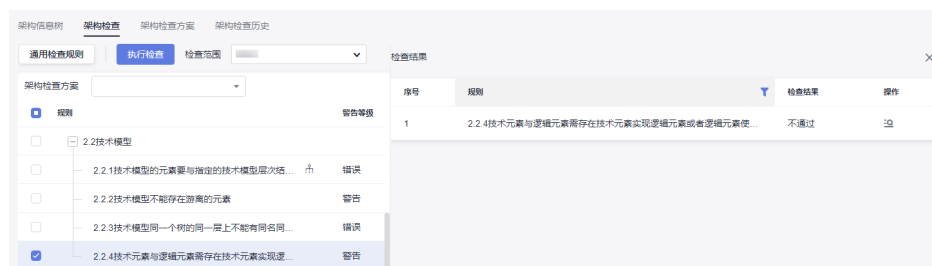 架构信息树 架构检查 架构检查方案 架构检查历史
通用检查规则 执行检查 检查范围
检查结果
架构检查方案
序号 规则 检查结果 操作
规则 警告等级
1 2.2.4技术元素与逻辑元素需存在技术元素实现逻辑元素或者逻辑元素使... 不通过
2.2技术模型
2.2.1技术模型的元素要与指定的技术模型层次结... 错误
2.2.2技术模型不能存在游离的元素 警告
2.2.3技术模型同一个树的同一层上不能有同名同... 错误
2.2.4技术元素与逻辑元素需存在技术元素实现逻... 警告